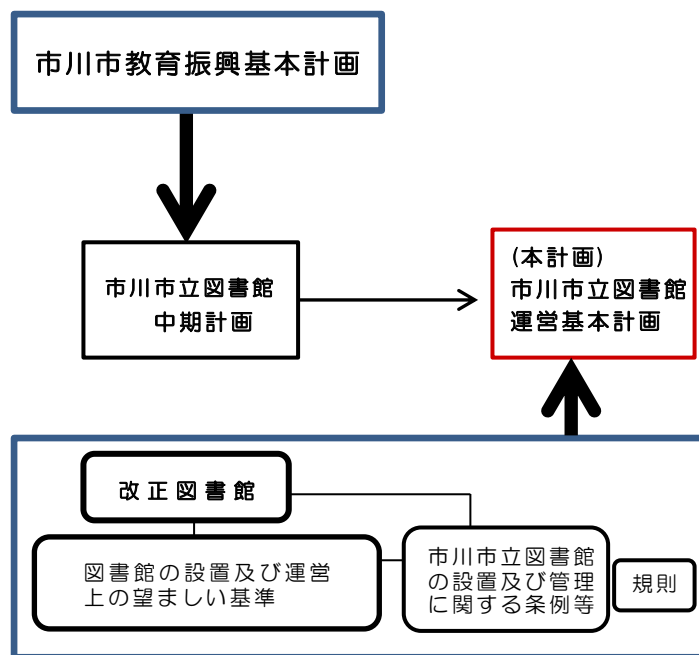 市川市教育振興基本計画
市川市立図書館
中期計画
(本計画)
市川市立図書館
運営基本計画
改正図書館
図書館の設置及び運営
上の望ましい基準
市川市立図書館
の設置及び管理
に関する条例等
規則